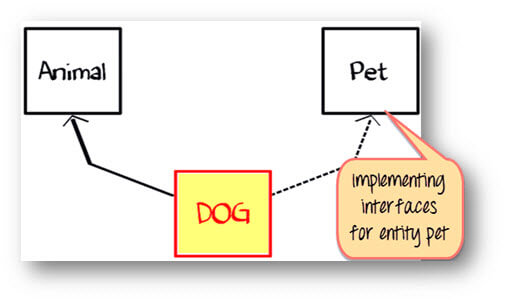 Animal
Pet
DOG
Implementing
interfaces
for entity pet